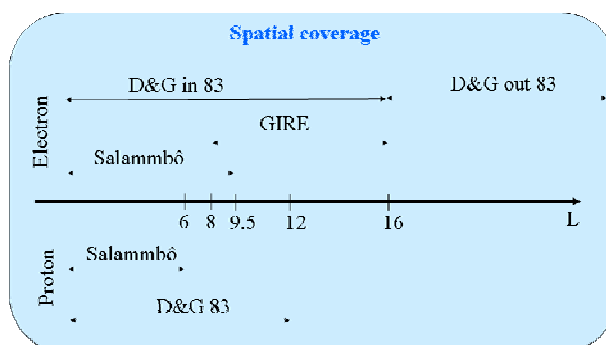 Spatial coverage
D&G in 83
D&G out 83
GIRE
Electron
Salammbô
6 8 9.5 12 16 L
Salammbô
Proton
D&G 83